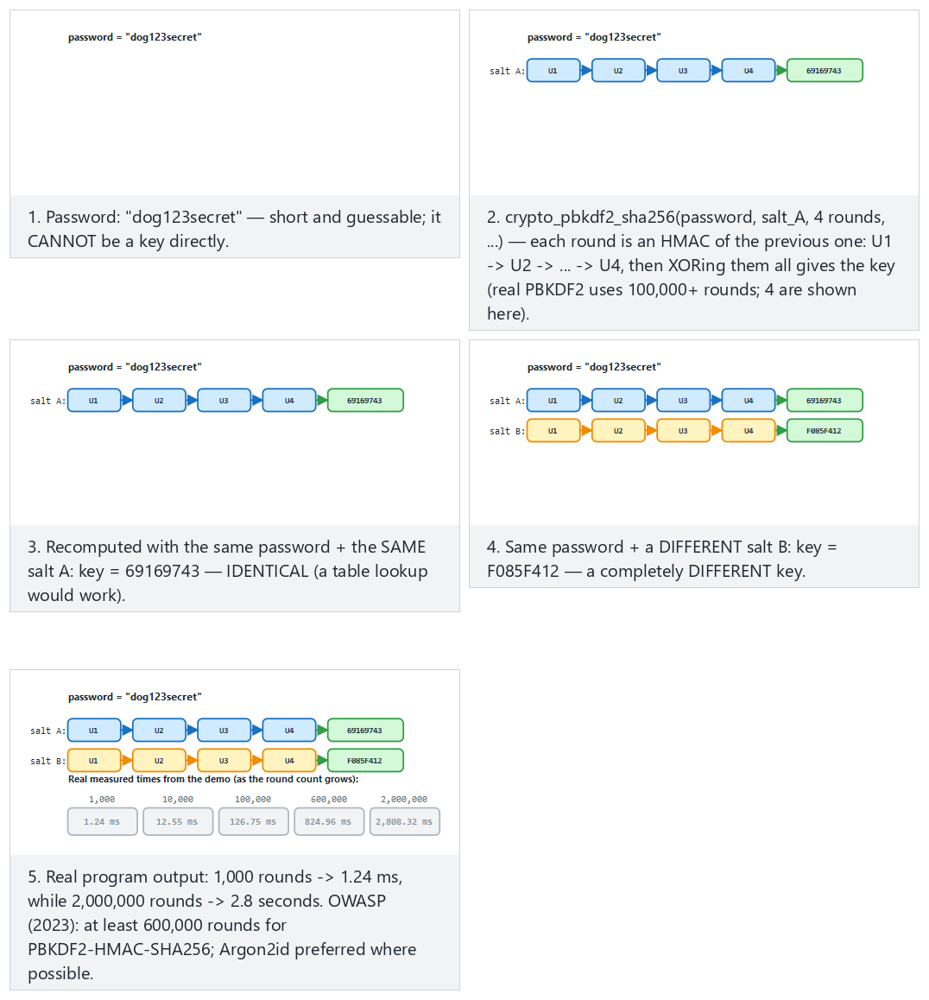 password = "dog123secret"
1. Password: "dog123secret" — short and guessable; it
CANNOT be a key directly.
password = "dog123secret"
salt A: U1 U2 U3 U4 69169743
2. crypto_pbkdf2_sha256(password, salt_A, 4 rounds,
...) — each round is an HMAC of the previous one: U1
-> U2 -> ... -> U4, then XORing them all gives the key
(real PBKDF2 uses 100,000+ rounds; 4 are shown
here).
password = "dog123secret"
salt A: U1 U2 U3 U4 69169743
3. Recomputed with the same password + the SAME
salt A: key = 69169743 — IDENTICAL (a table lookup
would work).
password = "dog123secret"
salt A: U1 U2 U3 U4 69169743
salt B: U1 U2 U3 U4 F085F412
4. Same password + a DIFFERENT salt B: key =
F085F412 — a completely DIFFERENT key.
password = "dog123secret"
salt A: U1 U2 U3 U4 69169743
salt B: U1 U2 U3 U4 F085F412
Real measured times from the demo (as the round count grows):
1,000 10,000 100,000 600,000 2,000,000
1.24 ms 12.55 ms 126.75 ms 824.96 ms 2,808.32 ms
5. Real program output: 1,000 rounds -> 1.24 ms,
while 2,000,000 rounds -> 2.8 seconds. OWASP
(2023): at least 600,000 rounds for
PBKDF2-HMAC-SHA256; Argon2id preferred where
possible.